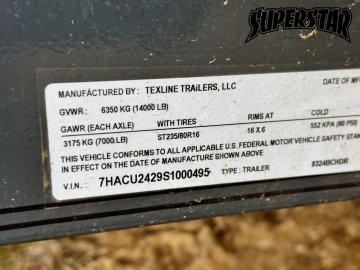 SUPERSTAR
MANUFACTURED BY : TEXLINE TRAILERS, LLC DATE OF M
GVWR : 6350 KG (14000 LB)
GAWR (EACH AXLE) WITH TIRES RIMS AT COLD
3175 KG (7000 LB) ST235/80R16 16 X 6 552 KPA (80 PSI)
THIS VEHICLE CONFORMS TO ALL APPLICABLE U.S. FEDERAL MOTOR VEHICLE SAFETY STAN
IN EFFECT ON THE DATE OF MANUFACTURE SHOWN ABOVE.
V.I.N.: 7HACU2429S1000495 TYPE : TRAILER 8324BCHDR